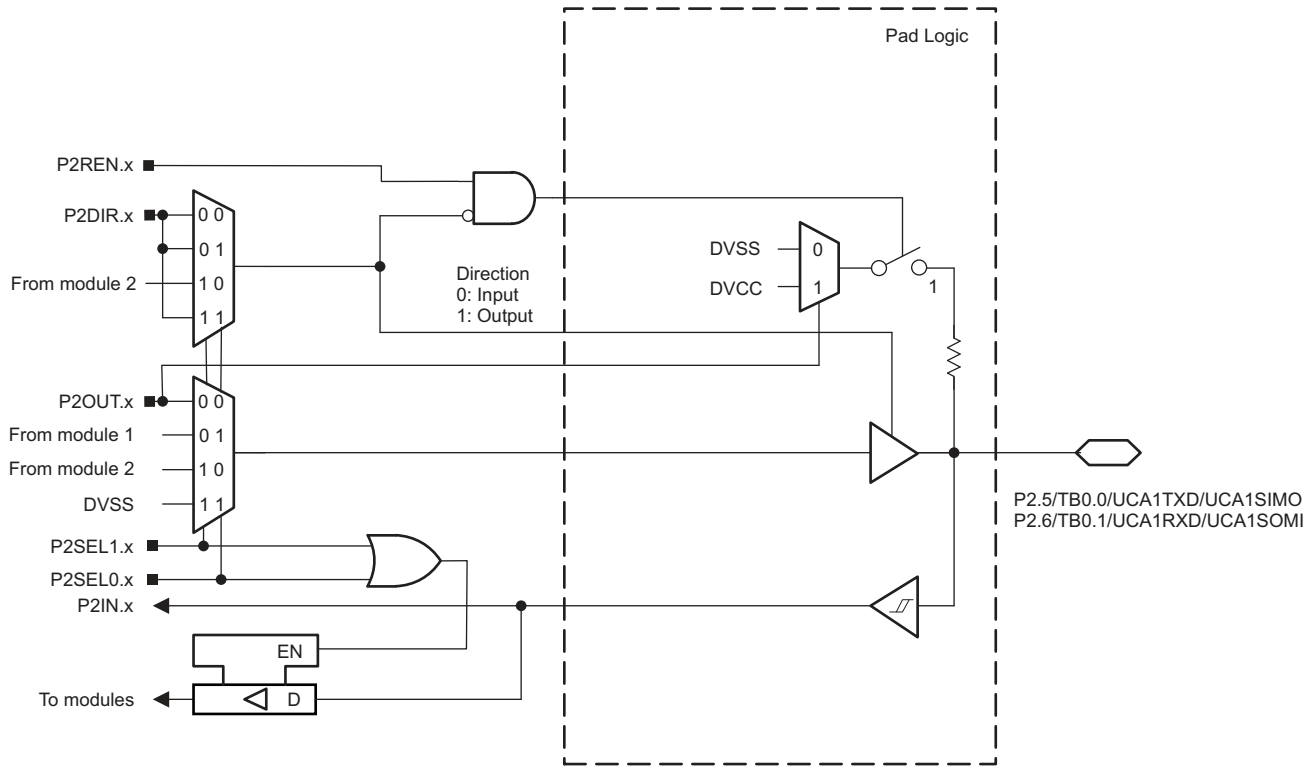 Pad Logic
P2REN.x
P2DIR.x
0 0
0 1
From module 2
1 0
1 1
Direction
0: Input
1: Output
DVSS
0
DVCC
1
1
P2OUT.x
0 0
From module 1
0 1
From module 2
1 0
DVSS
1 1
P2SEL1.x
P2SEL0.x
P2IN.x
EN
To modules
D
P2.5/TB0.0/UCA1TXD/UCA1SIMO
P2.6/TB0.1/UCA1RXD/UCA1SOMI